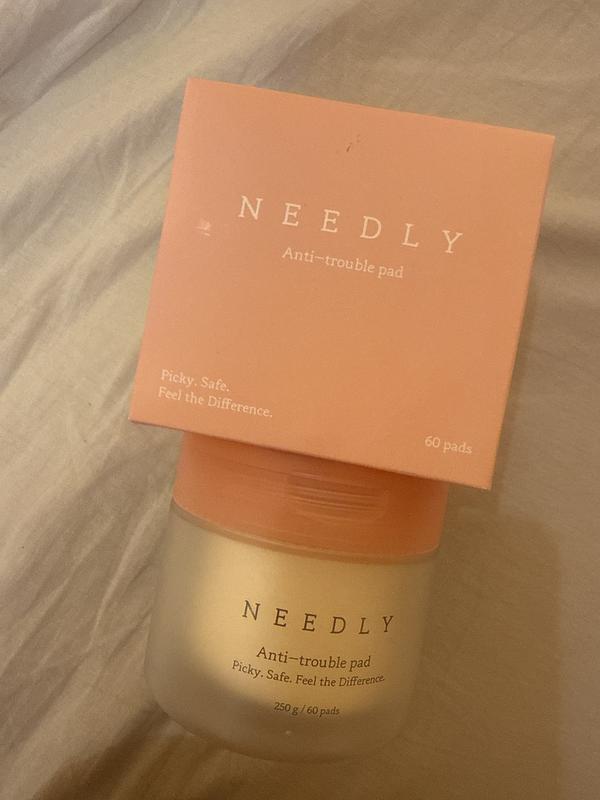 NEEDLY
Anti-trouble pad
Picky. Safe.
Feel the Difference.
60 pads
NEEDLY
Anti-trouble pad
Picky. Safe. Feel the Difference.
250 g / 60 pads